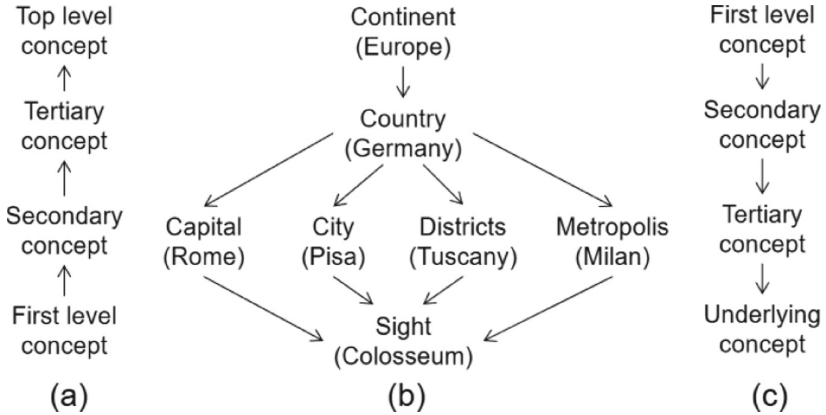 Top level
concept
Tertiary
concept
Secondary
concept
First level
concept
(a)
Continent
(Europe)
Country
(Germany)
Capital
(Rome)
City
(Pisa)
Districts
(Tuscany)
Metropolis
(Milan)
Sight
(Colosseum)
(b)
First level
concept
Secondary
concept
Tertiary
concept
Underlying
concept
(c)